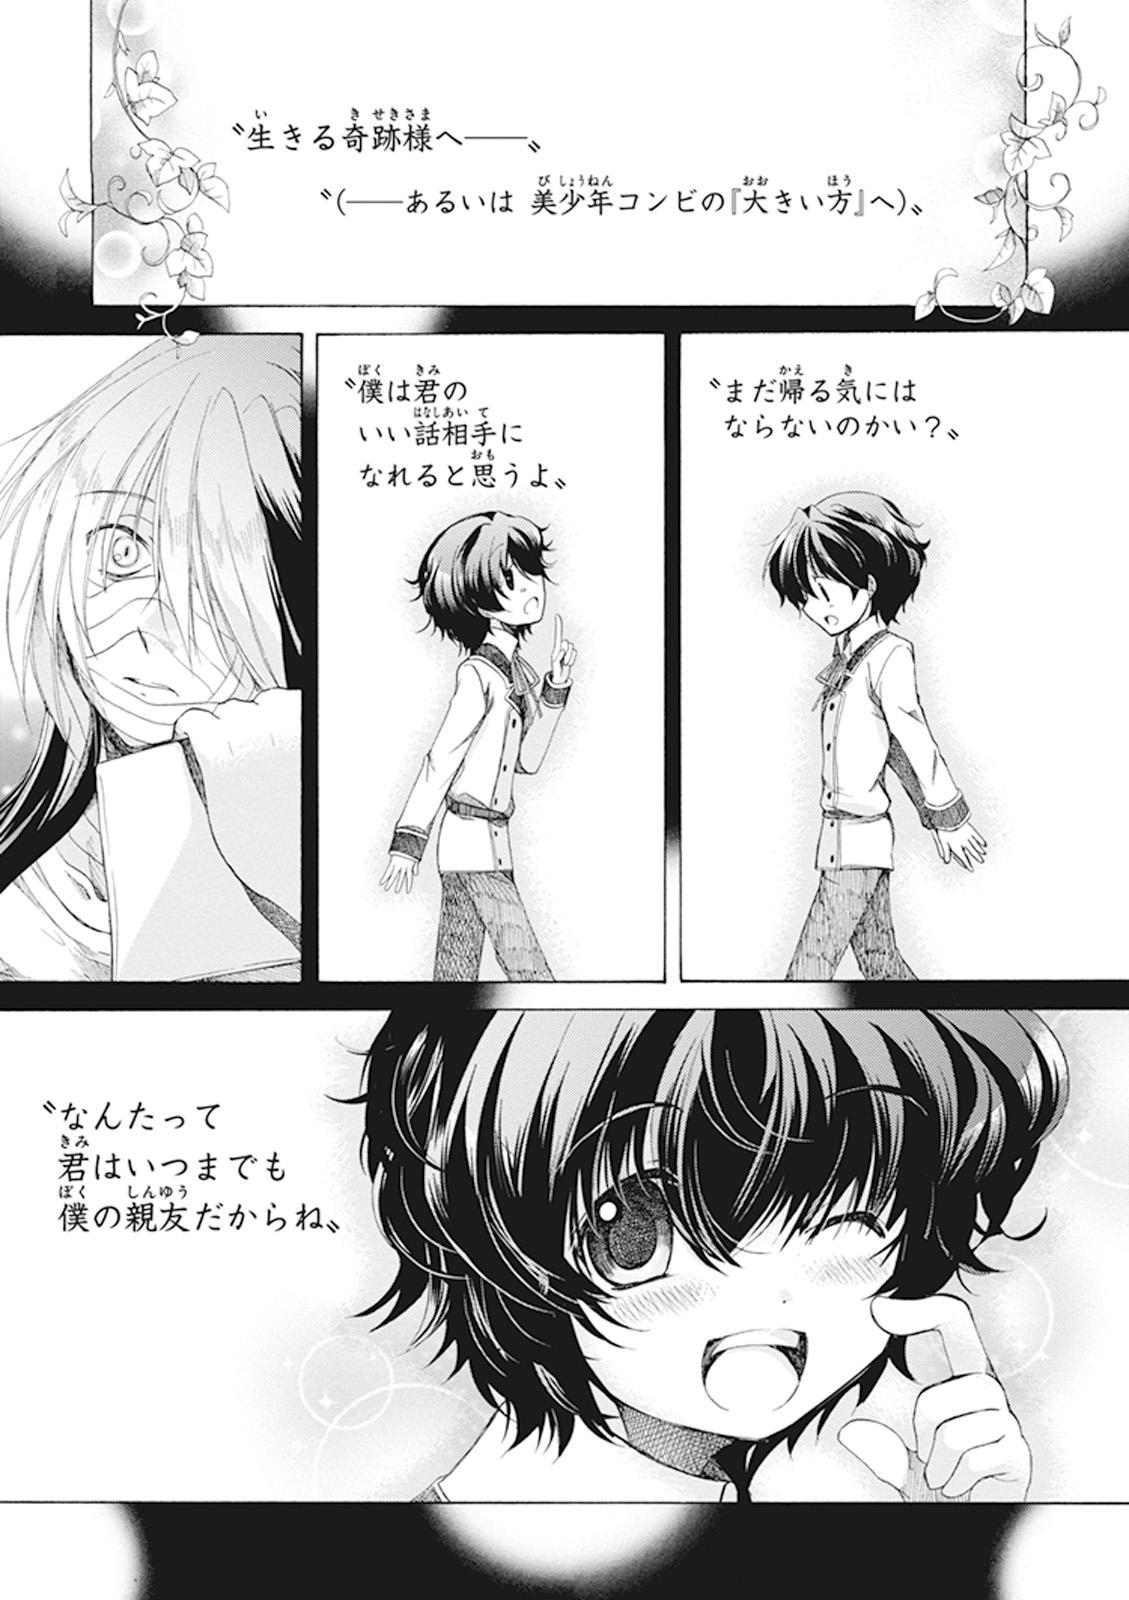 〝生きる奇跡様へ――〟
〝(――あるいは 美少年コンビの『大きい方』へ)〟
〝まだ帰る気には
ならないのかい?〟
〝僕は君の
いい話相手に
なれると思うよ〟
〝なんたって
君はいつまでも
僕の親友だからね〟